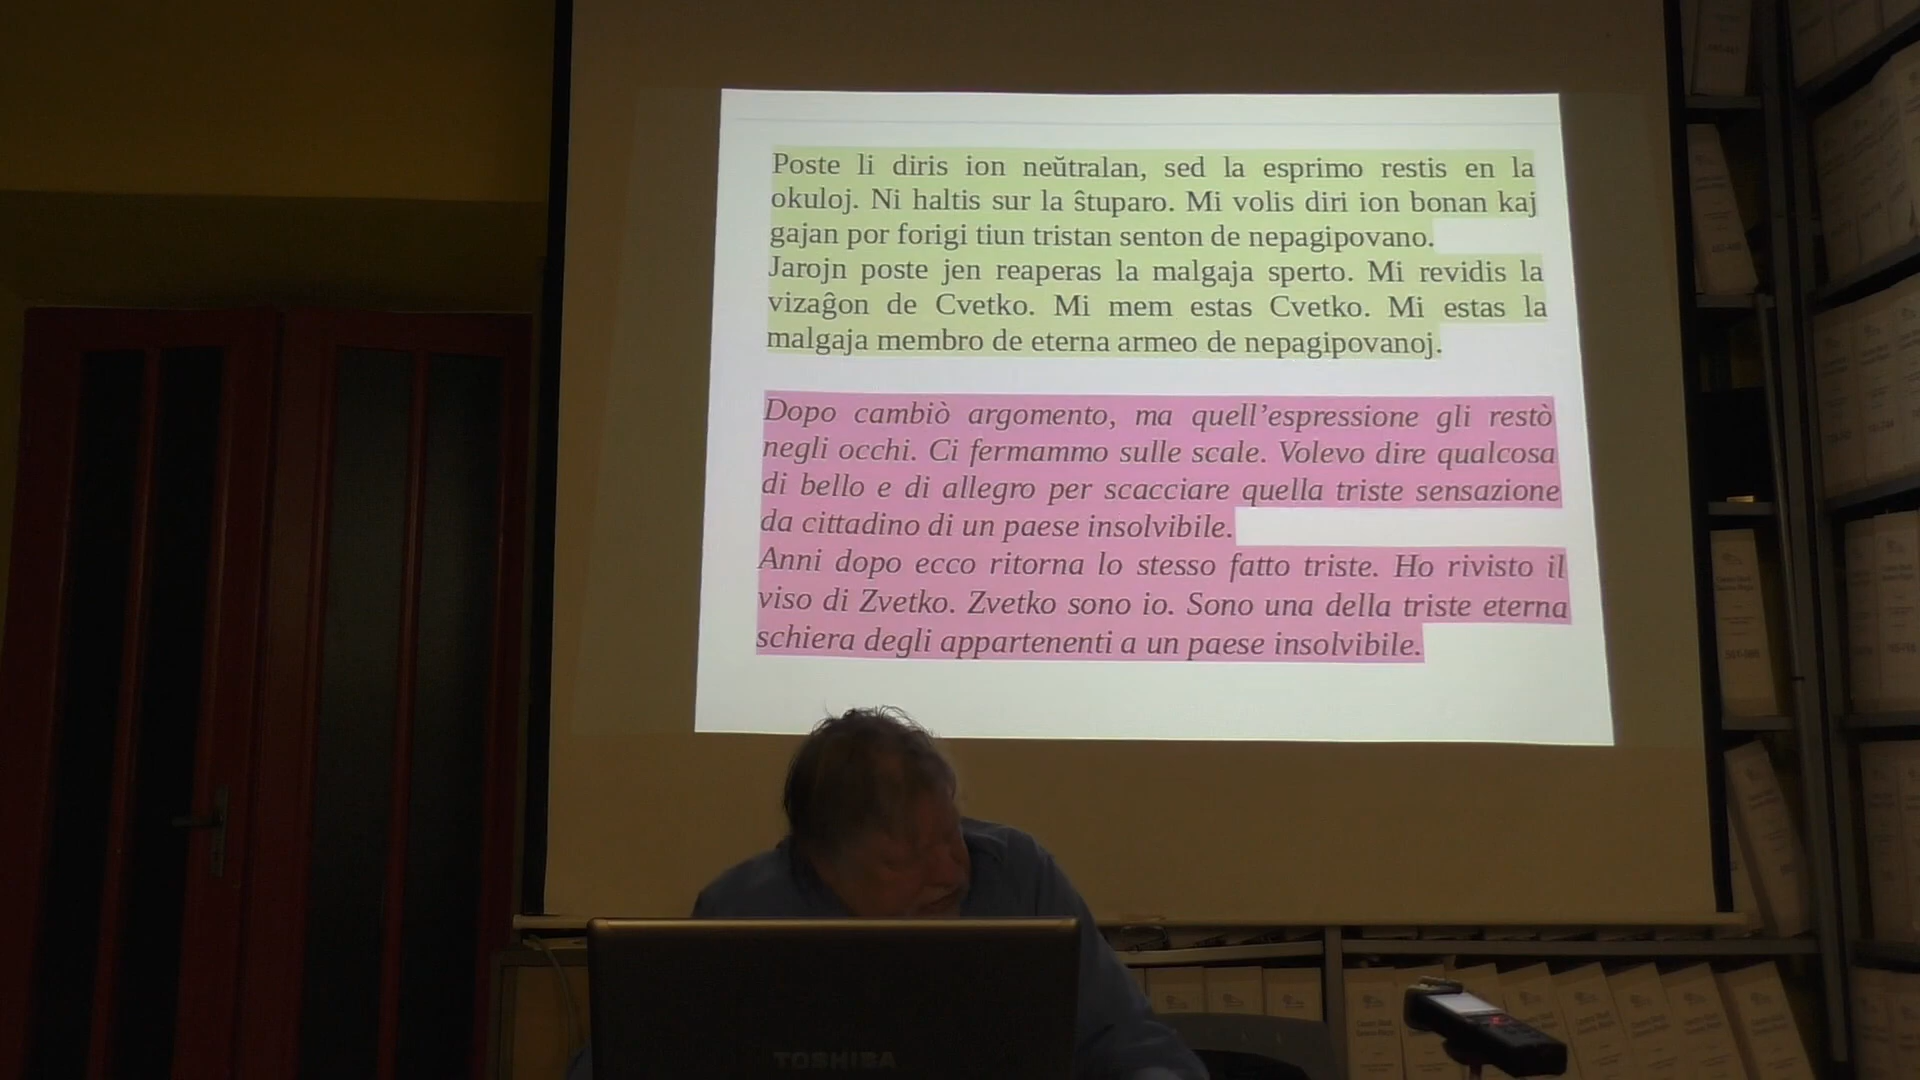 Poste li diris ion neŭtralan, sed la esprimo restis en la
okuloj. Ni haltis sur la ŝtuparo. Mi volis diri ion bonan kaj
gajan por forigi tiun tristan senton de nepagipovano.
Jarojn poste jen reaperas la malgaja sperto. Mi revidis la
vizaĝon de Cvetko. Mi mem estas Cvetko. Mi estas la
malgaja membro de eterna armeo de nepagipovanoj.
Dopo cambiò argomento, ma quell’espressione gli restò
negli occhi. Ci fermammo sulle scale. Volevo dire qualcosa
di bello e di allegro per scacciare quella triste sensazione
da cittadino di un paese insolvibile.
Anni dopo ecco ritorna lo stesso fatto triste. Ho rivisto il
viso di Zvetko. Zvetko sono io. Sono una della triste eterna
schiera degli appartenenti a un paese insolvibile.
TOSHIBA